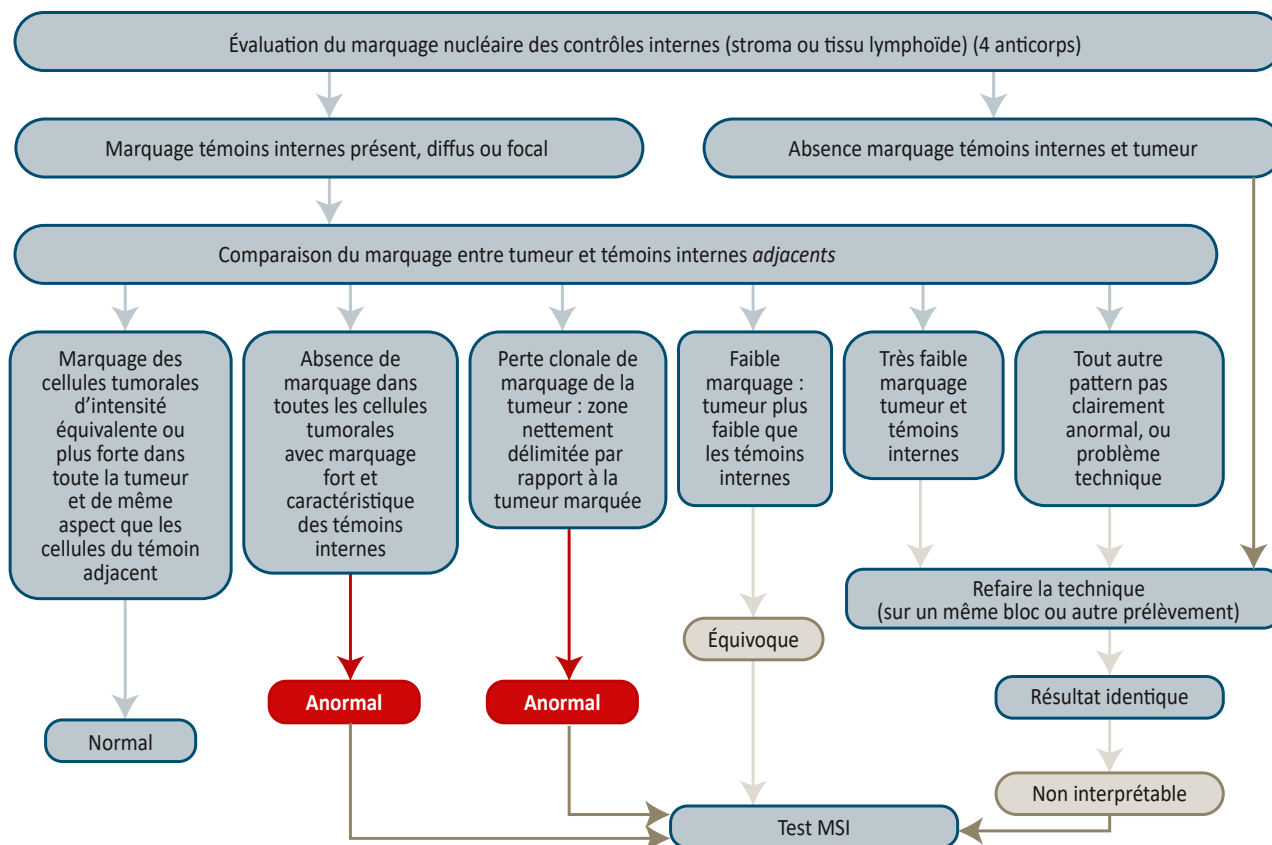 Évaluation du marquage nucléaire des contrôles internes (stroma ou tissu lymphoïde) (4 anticorps)
Marquage témoins internes présent, diffus ou focal
Absence marquage témoins internes et tumeur
Comparaison du marquage entre tumeur et témoins internes adjacents
Marquage des
cellules tumorales
d'intensité
équivalente ou
plus forte dans
toute la tumeur
et de même
aspect que les
cellules du témoin
adjacent
Absence de
marquage dans
toutes les cellules
tumorales
avec marquage
fort et
caractéristique
des témoins
internes
Perte clonale de
marquage de la
tumeur : zone
nettement
délimitée par
rapport à la
tumeur marquée
Faible
marquage :
tumeur plus
faible que
les témoins
internes
Très faible
marquage
tumeur et
témoins
internes
Tout autre
pattern pas
clairement
anormal, ou
problème
technique
Refaire la technique
(sur un même bloc ou autre prélèvement)
Équivoque
Anormal
Anormal
Résultat identique
Normal
Non interprétable
Test MSI